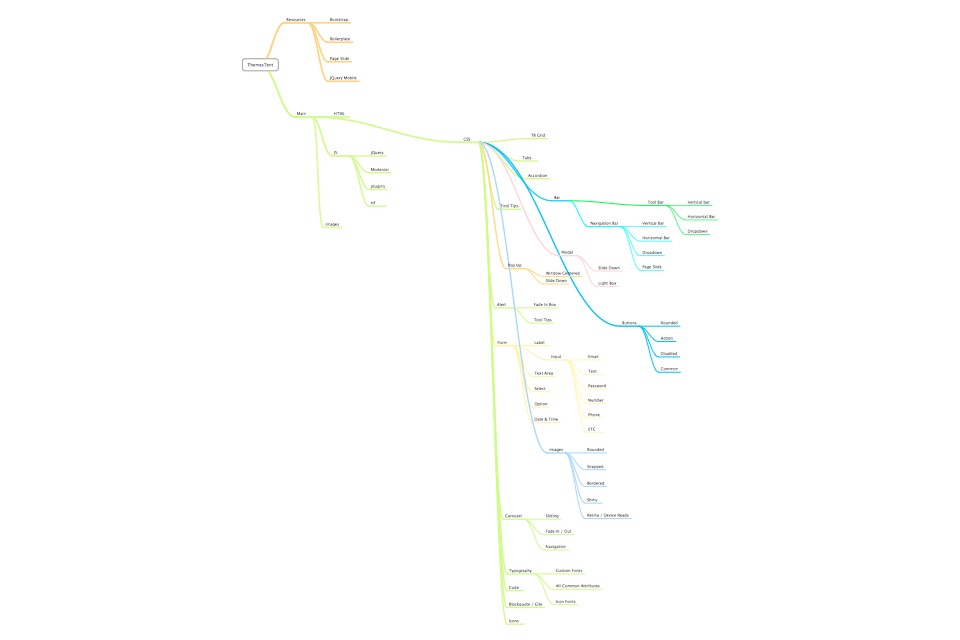 Resources
Bootstrap
Boilerplate
Page Slide
JQuery Mobile
ThemesTent
Main
HTML
JS
JQuery
Modenizr
plugins
ntf
images
CSS
TB Grid
Tabs
Accordion
Bar
Tool Bar
Vertical bar
Horizontal Bar
Dropdown
Navigation Bar
Vertical Bar
Horizontal Bar
Dropdown
Page Slide
Tool Tips
Modal
Slide Down
Light Box
Pop Up
Window Centered
Slide Down
Buttons
Rounded
Action
Disabled
Common
Alert
Fade In Box
Tool Tips
Form
Label
Input
Email
Text
Password
Number
Phone
ETC
Text Area
Select
Option
Date & Time
Images
Rounded
Snapped
Bordered
Shiny
Retina / Device Ready
Carousel
Sliding
Fade In / Out
Navigation
Typography
Custom Fonts
All Common Attributes
Icon Fonts
Code
Blockquote / Cite
Icons